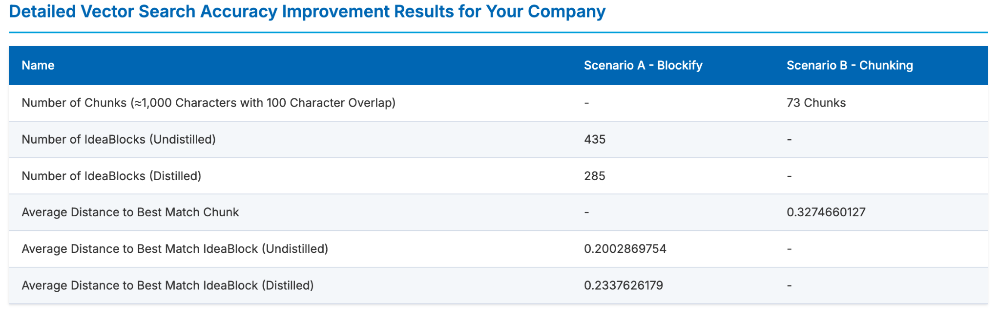 Detailed Vector Search Accuracy Improvement Results for Your Company
Name Scenario A - Blockify Scenario B - Chunking
Number of Chunks (≈1,000 Characters with 100 Character Overlap) - 73 Chunks
Number of IdeaBlocks (Undistilled) 435 -
Number of IdeaBlocks (Distilled) 285 -
Average Distance to Best Match Chunk - 0.3274660127
Average Distance to Best Match IdeaBlock (Undistilled) 0.2002869754 -
Average Distance to Best Match IdeaBlock (Distilled) 0.2337626179 -